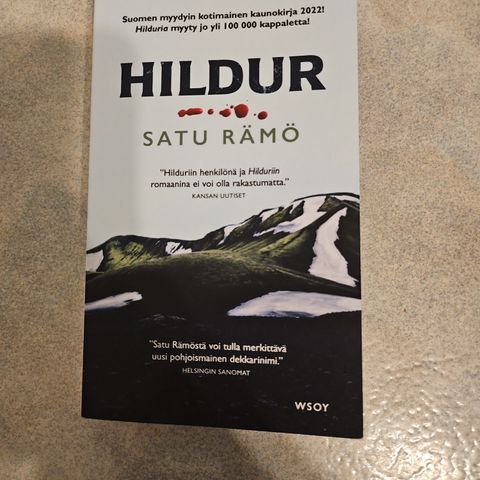 Suomen myydyin kotimainen kaunokirja 2022!
Hilduria myyty jo yli 100 000 kappaletta!
HILDUR
SATU RÄMÖ
"Hilduriin henkilönä ja Hilduriin
romaanina ei voi olla rakastumatta."
KANSAN UUTISET
"Satu Rämöstä voi tulla merkittävä
uusi pohjoismainen dekkarinimi."
HELSINGIN SANOMAT
WSOY